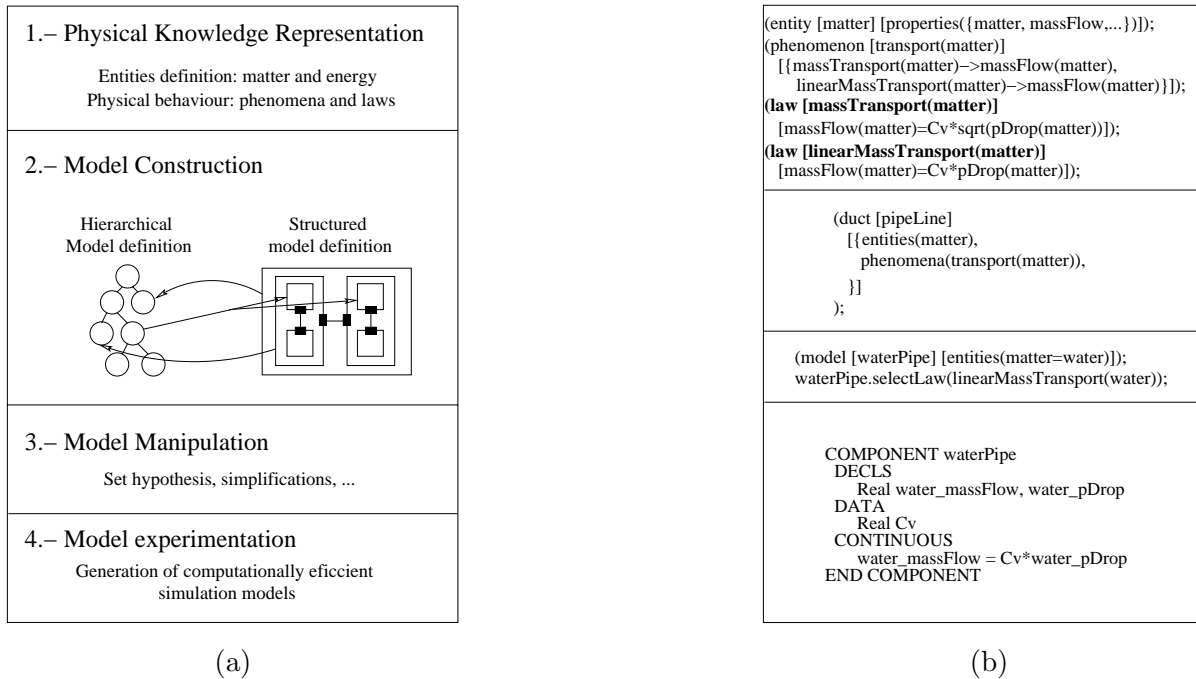 1.– Physical Knowledge Representation
Entities definition: matter and energy
Physical behaviour: phenomena and laws
2.– Model Construction
Hierarchical
Model definition
Structured
model definition
3.– Model Manipulation
Set hypothesis, simplifications, ...
4.– Model experimentation
Generation of computationally eficcient
simulation models
(a)
(entity [matter] [properties({matter, massFlow,...})]);
(phenomenon [transport(matter)]
[{massTransport(matter)–>massFlow(matter),
linearMassTransport(matter)–>massFlow(matter)}]);
(law [massTransport(matter)]
[massFlow(matter)=Cv*sqrt(pDrop(matter))]);
(law [linearMassTransport(matter)]
[massFlow(matter)=Cv*pDrop(matter)]);
(duct [pipeLine]
[{entities(matter),
phenomena(transport(matter)),
}]
);
(model [waterPipe] [entities(matter=water)]);
waterPipe.selectLaw(linearMassTransport(water));
COMPONENT waterPipe
DECLS
Real water_massFlow, water_pDrop
DATA
Real Cv
CONTINUOUS
water_massFlow = Cv*water_pDrop
END COMPONENT
(b)